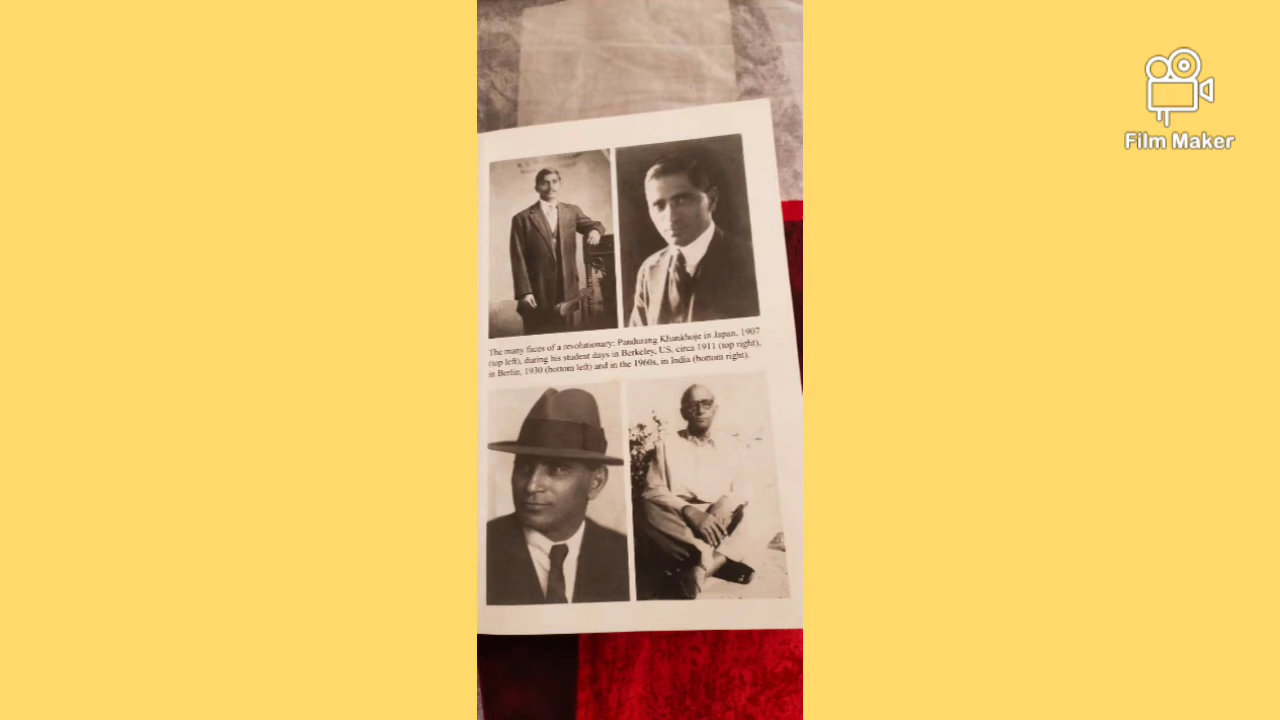 Film Maker
The many faces of a revolutionary: Pandurang Khankhoje in Japan, 1907
(top left), during his student days in Berkeley, US, circa 1911 (top right),
in Berlin, 1930 (bottom left) and in the 1960s, in India (bottom right).